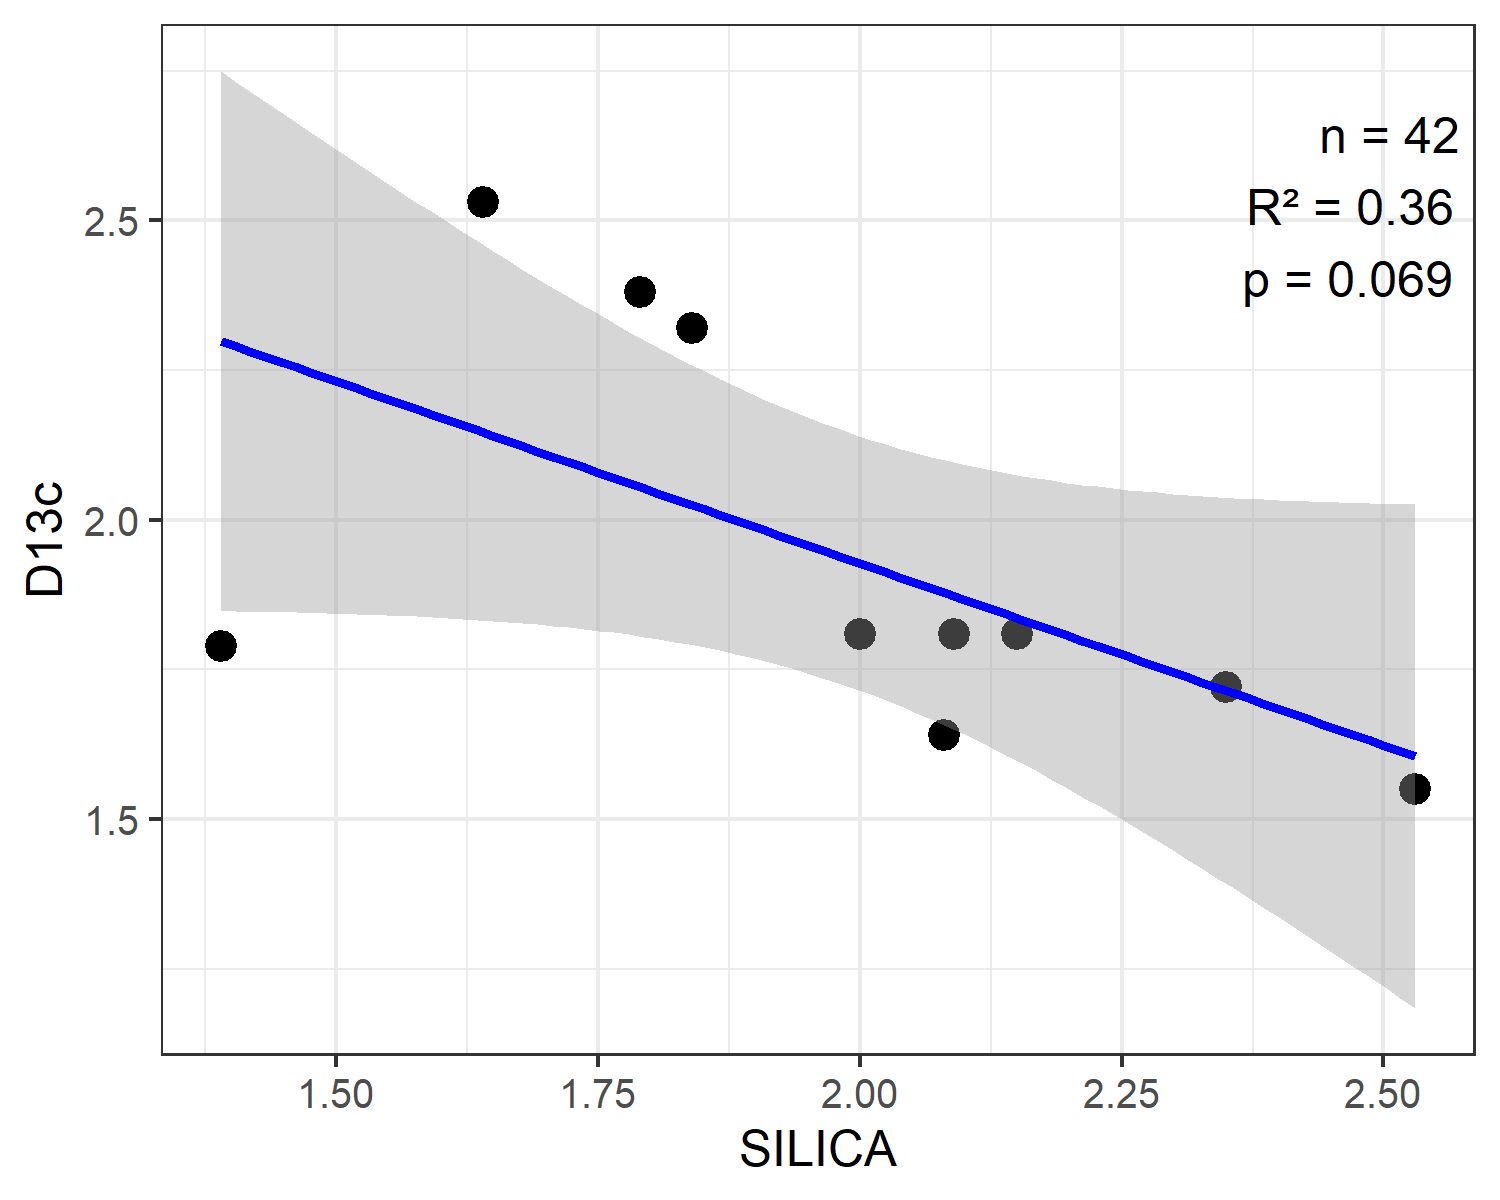 n = 42
R² = 0.36
p = 0.069
2.5
2.0
1.5
D13c
1.50 1.75 2.00 2.25 2.50
SILICA